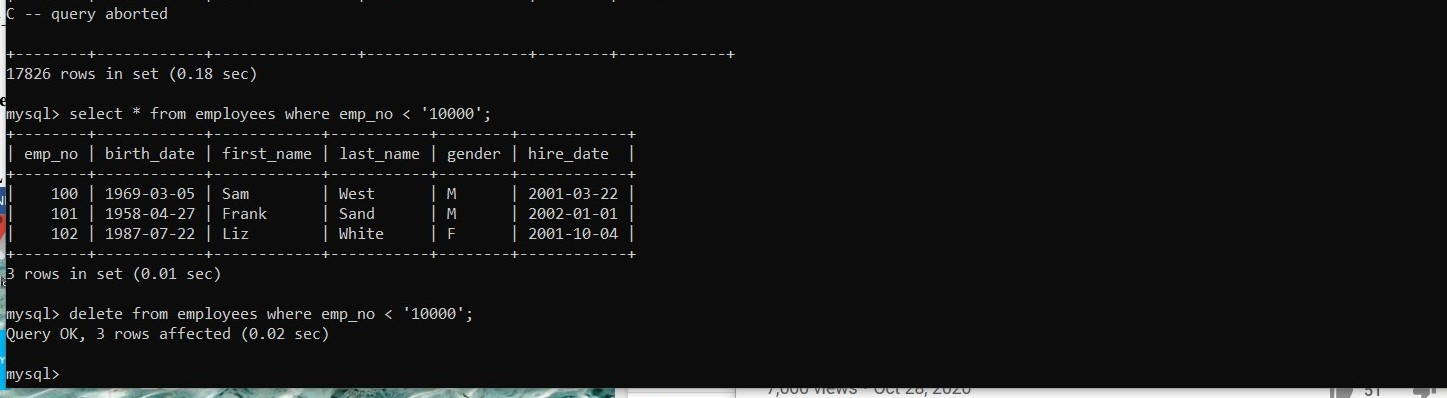 C -- query aborted
+--------+------------+----------------+------------------+--------+------------+
17826 rows in set (0.18 sec)
mysql> select * from employees where emp_no < '10000';
+--------+------------+------------+-----------+--------+------------+
| emp_no | birth_date | first_name | last_name | gender | hire_date |
+--------+------------+------------+-----------+--------+------------+
| 100 | 1969-03-05 | Sam | West | M | 2001-03-22 |
| 101 | 1958-04-27 | Frank | Sand | M | 2002-01-01 |
| 102 | 1987-07-22 | Liz | White | F | 2001-10-04 |
+--------+------------+------------+-----------+--------+------------+
3 rows in set (0.01 sec)
mysql> delete from employees where emp_no < '10000';
Query OK, 3 rows affected (0.02 sec)
mysql>
7,000 views · Oct 28, 2020 51